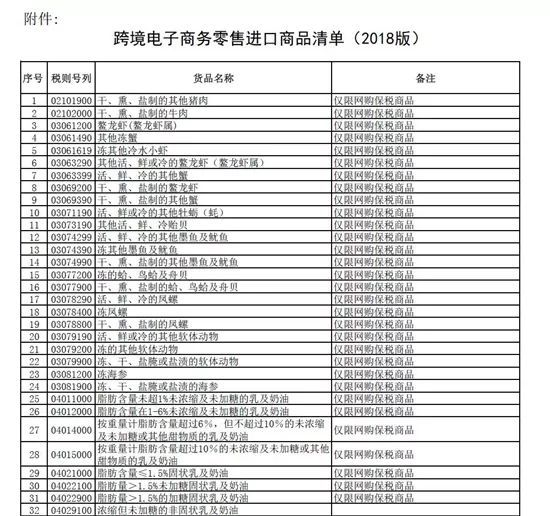 附件:
跨境电子商务零售进口商品清单（2018版）
序号 税则号列 货品名称 备注
1 02101900 干、熏、盐制的其他猪肉 仅限网购保税商品
2 02102000 干、熏、盐制的牛肉 仅限网购保税商品
3 03061200 鳌龙虾(鳌龙虾属) 仅限网购保税商品
4 03061490 其他冻蟹 仅限网购保税商品
5 03061619 冻其他冷水小虾 仅限网购保税商品
6 03063290 其他活、鲜或冷的鳌龙虾（鳌龙虾属） 仅限网购保税商品
7 03063399 活、鲜、冷的其他蟹 仅限网购保税商品
8 03069200 干、熏、盐制的鳌龙虾 仅限网购保税商品
9 03069390 干、熏、盐制的其他蟹 仅限网购保税商品
10 03071190 活、鲜或冷的其他牡蛎（蚝） 仅限网购保税商品
11 03073190 其他活、鲜、冷贻贝 仅限网购保税商品
12 03074299 活、鲜、冷的其他墨鱼及鱿鱼 仅限网购保税商品
13 03074390 冻其他墨鱼及鱿鱼 仅限网购保税商品
14 03074990 干、熏、盐制的其他墨鱼及鱿鱼 仅限网购保税商品
15 03077200 冻的蛤、鸟蛤及舟贝 仅限网购保税商品
16 03077900 干、熏、盐制的蛤、鸟蛤及舟贝 仅限网购保税商品
17 03078290 活、鲜、冷的凤螺 仅限网购保税商品
18 03078400 冻凤螺 仅限网购保税商品
19 03078800 干、熏、盐制的凤螺 仅限网购保税商品
20 03079190 活、鲜或冷的其他软体动物 仅限网购保税商品
21 03079200 冻的其他软体动物 仅限网购保税商品
22 03079900 冻、干、盐腌或盐渍的其他软体动物 仅限网购保税商品
23 03081200 冻海参 仅限网购保税商品
24 03081900 冻、干、盐腌或盐渍的海参 仅限网购保税商品
25 04011000 脂肪含量未超1%未浓缩及未加糖的乳及奶油 仅限网购保税商品
26 04012000 脂肪含量在1-6%未浓缩及未加糖的乳及奶油 仅限网购保税商品
27 04014000 按重量计脂肪含量超过6%，但不超过10%的未浓缩
及未加糖或其他甜物质的乳及奶油 仅限网购保税商品
28 04015000 按重量计脂肪含量超过10%的未浓缩及未加糖或其他
甜物质的乳及奶油 仅限网购保税商品
29 04021000 脂肪含量≤1.5%固状乳及奶油 仅限网购保税商品
30 04022100 脂肪量>1.5%未加糖固状乳及奶油 仅限网购保税商品
31 04022900 脂肪量>1.5%的加糖固状乳及奶油 仅限网购保税商品
32 04029100 浓缩但未加糖的非固状乳及奶油